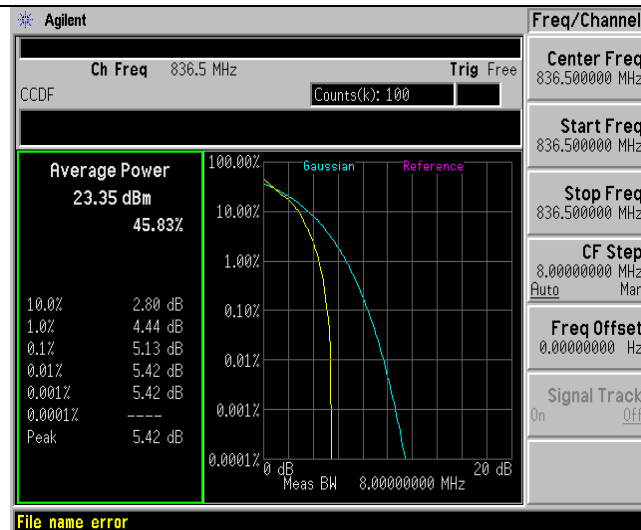 Agilent
Freq/Channel
Ch Freq 836.5 MHz Trig Free
CCDF Counts(k): 100
Average Power
23.35 dBm
45.83%
10.0% 2.80 dB
1.0% 4.44 dB
0.1% 5.13 dB
0.01% 5.42 dB
0.001% 5.42 dB
0.0001% ----
Peak 5.42 dB
Gaussian Reference
100.00%
10.00%
1.00%
0.10%
0.01%
0.001%
0.0001%
0 dB 20 dB
Meas BW 8.00000000 MHz
Center Freq
836.500000 MHz
Start Freq
836.500000 MHz
Stop Freq
836.500000 MHz
CF Step
8.00000000 MHz
Auto Man
Freq Offset
0.00000000 Hz
Signal Track
On Off
File name error